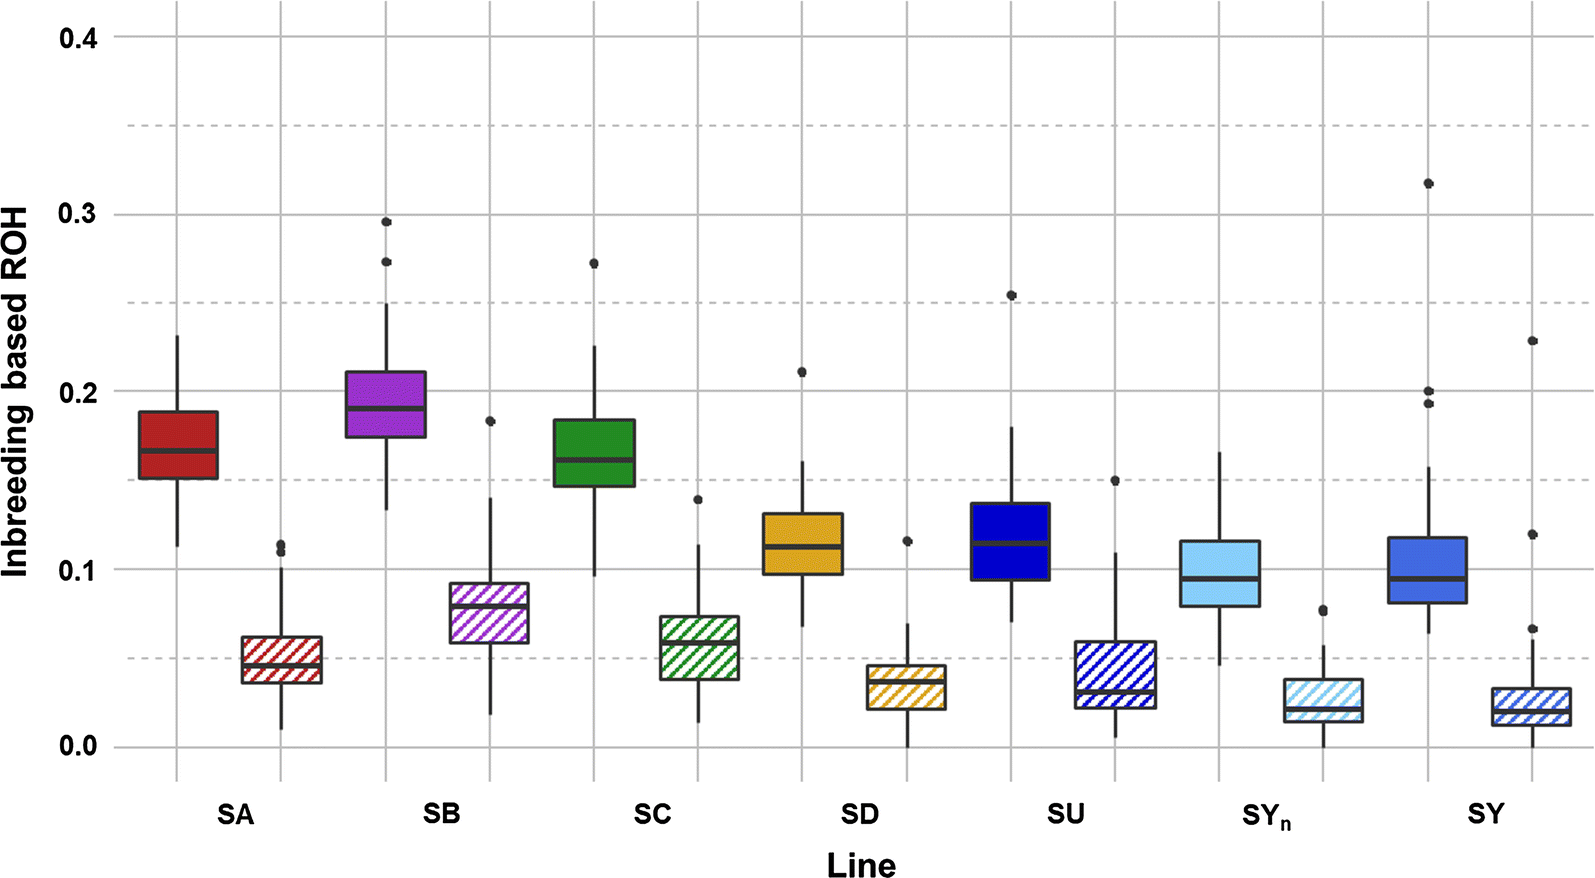 Inbreeding based ROH
0.4
0.3
0.2
0.1
0.0
SA SB SC SD SU SYn SY
Line